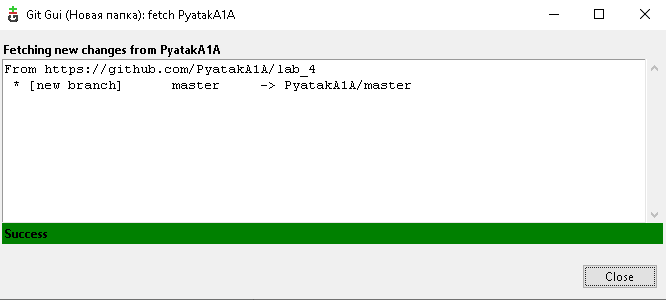 Git Gui (Новая папка): fetch PyatakA1A
Fetching new changes from PyatakA1A
From https://github.com/PyatakA1A/lab_4
* [new branch]      master     -> PyatakA1A/master
Success
Close